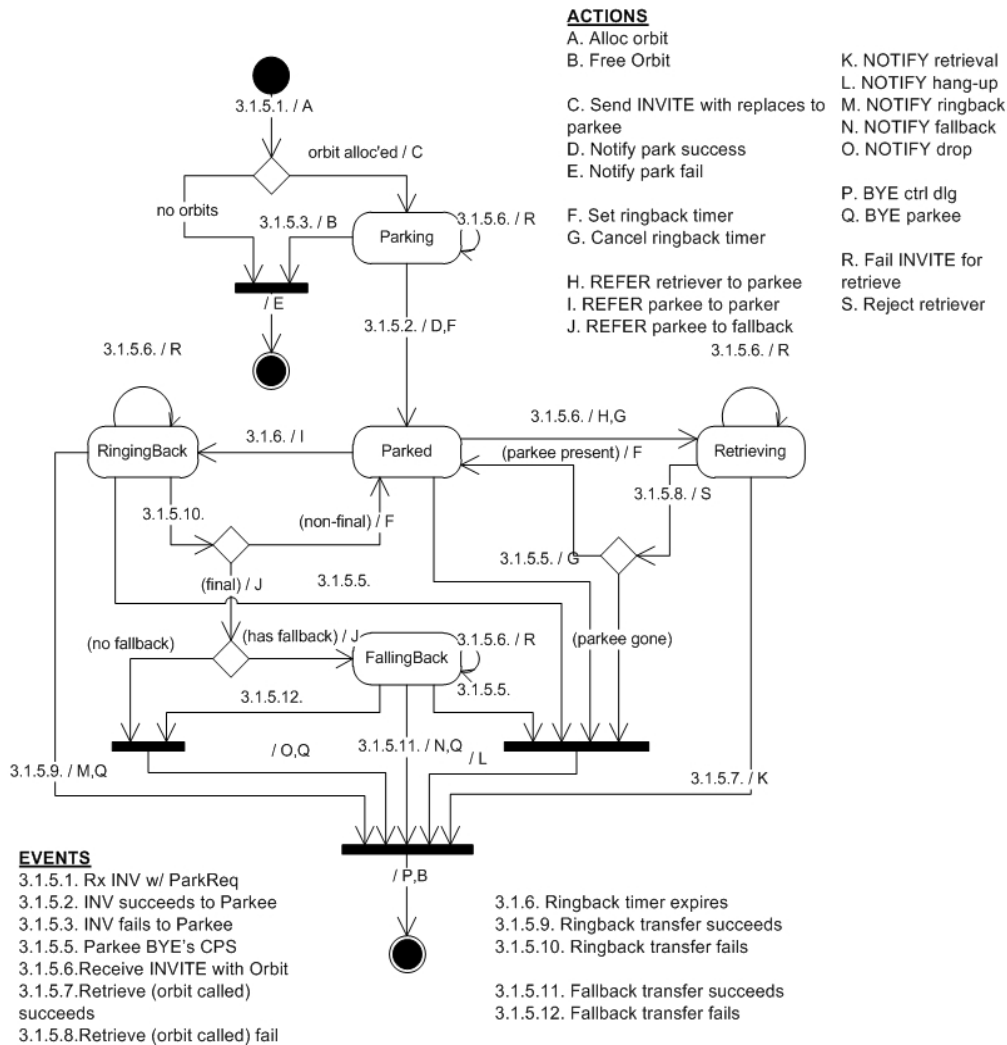 ACTIONS
A. Alloc orbit
B. Free Orbit
C. Send INVITE with replaces to
parkee
D. Notify park success
E. Notify park fail
F. Set ringback timer
G. Cancel ringback timer
H. REFER retriever to parkee
I. REFER parkee to parker
J. REFER parkee to fallback
K. NOTIFY retrieval
L. NOTIFY hang-up
M. NOTIFY ringback
N. NOTIFY fallback
O. NOTIFY drop
P. BYE ctrl dlg
Q. BYE parkee
R. Fail INVITE for
retrieve
S. Reject retriever
3.1.5.1. / A
orbit alloc'ed / C
no orbits
3.1.5.3. / B
Parking
3.1.5.6. / R
/ E
3.1.5.2. / D,F
3.1.5.6. / R
3.1.5.6. / R
RingingBack
3.1.6. / I
Parked
3.1.5.6. / H,G
(parkee present) / F
Retrieving
3.1.5.8. / S
3.1.5.10.
(non-final) / F
3.1.5.5. / G
(final) / J
3.1.5.5.
(no fallback)
(has fallback) / J
FallingBack
3.1.5.6. / R
(parkee gone)
3.1.5.5.
3.1.5.12.
/ O,Q
3.1.5.11. / N,Q
/ L
3.1.5.9. / M,Q
3.1.5.7. / K
/ P,B
EVENTS
3.1.5.1. Rx INV w/ ParkReq
3.1.5.2. INV succeeds to Parkee
3.1.5.3. INV fails to Parkee
3.1.5.5. Parkee BYE's CPS
3.1.5.6.Receive INVITE with Orbit
3.1.5.7.Retrieve (orbit called)
succeeds
3.1.5.8.Retrieve (orbit called) fail
3.1.6. Ringback timer expires
3.1.5.9. Ringback transfer succeeds
3.1.5.10. Ringback transfer fails
3.1.5.11. Fallback transfer succeeds
3.1.5.12. Fallback transfer fails